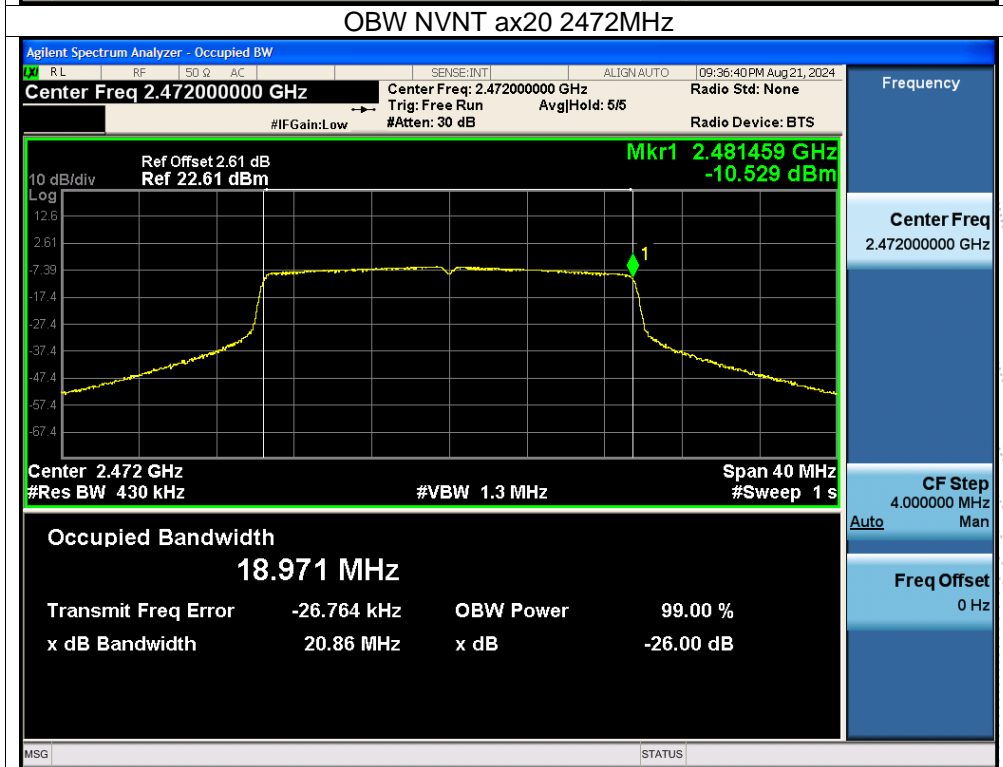 OBW NVNT ax20 2472MHz
Agilent Spectrum Analyzer - Occupied BW
LXI RL RF 50 Ω AC SENSE:INT ALIGN AUTO 09:36:40 PM Aug 21, 2024
Center Freq 2.472000000 GHz
Center Freq: 2.472000000 GHz
Radio Std: None
Trig: Free Run Avg|Hold: 5/5
#IFGain:Low
#Atten: 30 dB
Radio Device: BTS
Frequency
Ref Offset 2.61 dB
Mkr1 2.481459 GHz
10 dB/div Ref 22.61 dBm
-10.529 dBm
Log
12.6
2.61
-7.39
-17.4
-27.4
-37.4
-47.4
-57.4
-67.4
1
Center 2.472 GHz
Span 40 MHz
#Res BW 430 kHz
#VBW 1.3 MHz
#Sweep 1 s
Center Freq
2.472000000 GHz
CF Step
4.000000 MHz
Auto Man
Freq Offset
0 Hz
Occupied Bandwidth
18.971 MHz
Transmit Freq Error -26.764 kHz OBW Power 99.00 %
x dB Bandwidth 20.86 MHz x dB -26.00 dB
MSG STATUS